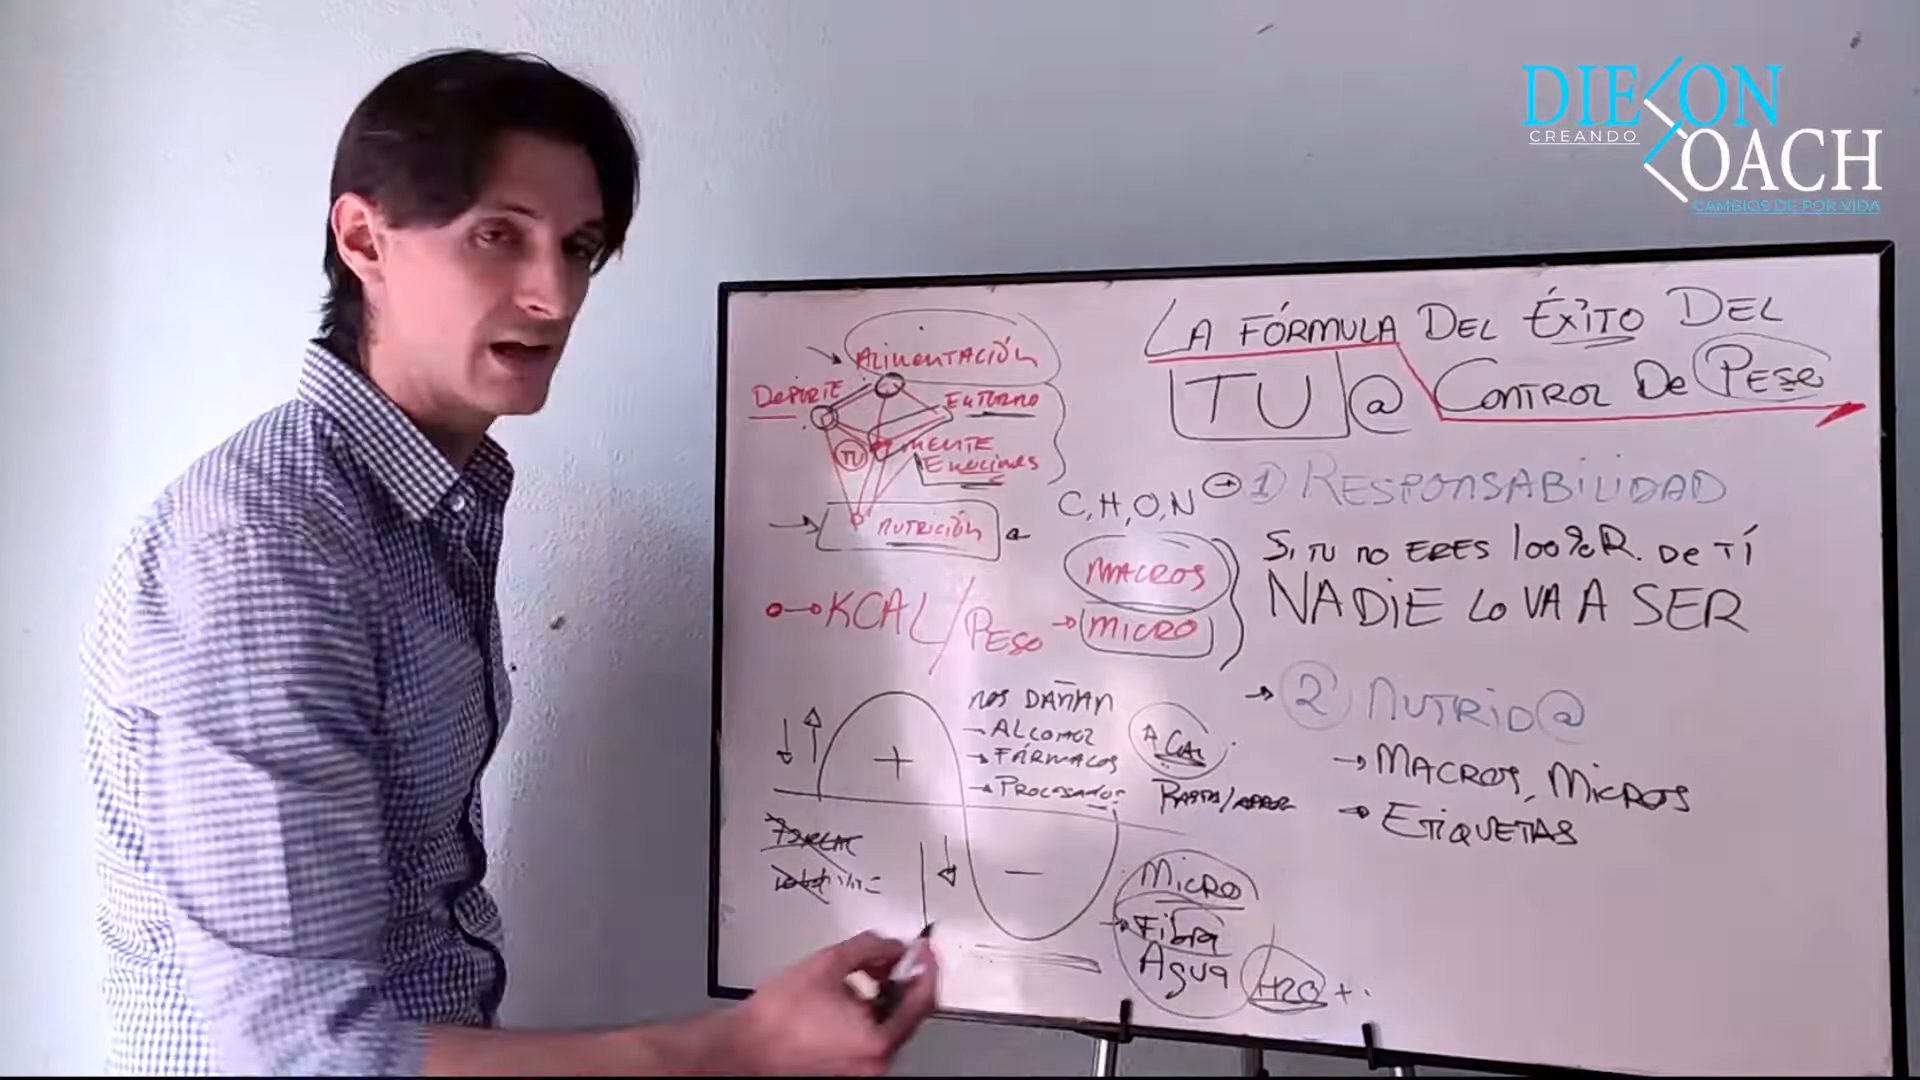 DIEGON
CREANDO
COACH
CAMBIOS DE POR VIDA
LA FÓRMULA DEL ÉXITO DEL
TU @ CONTROL DE PESO
ALIMENTACIÓN
DEPORTE
ENTORNO
TU
MENTE
EMOCIONES
NUTRICIÓN
C, H, O, N
1) RESPONSABILIDAD
SI TU NO ERES 100% R. DE TÍ
NADIE LO VA A SER
MACROS
KCAL/PESO → MICRO
→ 2 NUTRID@
→ MACROS, MICROS
→ ETIQUETAS
NOS DAÑAN
→ ALCOHOL
→ FÁRMACOS
→ PROCESADOS
+
−
MICRO
→ Fibra
Agua
H2O +